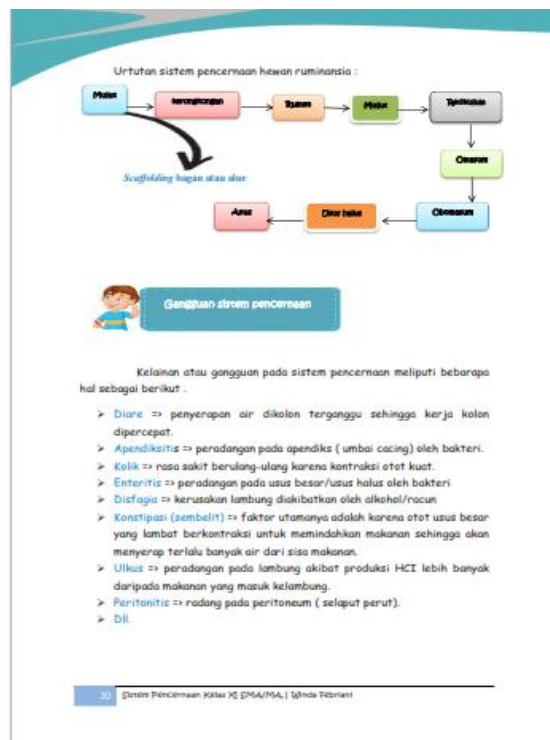 Urtutan sistem pencernaan hewan ruminansia :
Mulut
kerongkongan
Rumen
Mulut
Retikulum
Omasum
Scaffolding bagan atau alur
Anus
Usus halus
Obomasum
Gangguan sistem pencernaan
Kelainan atau gangguan pada sistem pencernaan meliputi bebarapa
hal sebagai berikut .
➢ Diare => penyerapan air dikolon terganggu sehingga kerja kolon
dipercepat.
➢ Apendiksitis => peradangan pada apendiks ( umbai cacing) oleh bakteri.
➢ Kolik => rasa sakit berulang-ulang karena kontraksi otot kuat.
➢ Enteritis => peradangan pada usus besar/usus halus oleh bakteri
➢ Disfagia => kerusakan lambung diakibatkan oleh alkohol/racun
➢ Konstipasi (sembelit) => faktor utamanya adalah karena otot usus besar
yang lambat berkontraksi untuk memindahkan makanan sehingga akan
menyerap terlalu banyak air dari sisa makanan.
➢ Ulkus => peradangan pada lambung akibat produksi HCI lebih banyak
daripada makanan yang masuk kelambung.
➢ Peritonitis => radang pada peritoneum ( selaput perut).
➢ Dll.
30 Sistem Pencernaan Kelas XI SMA/MA, | Winda Febriani